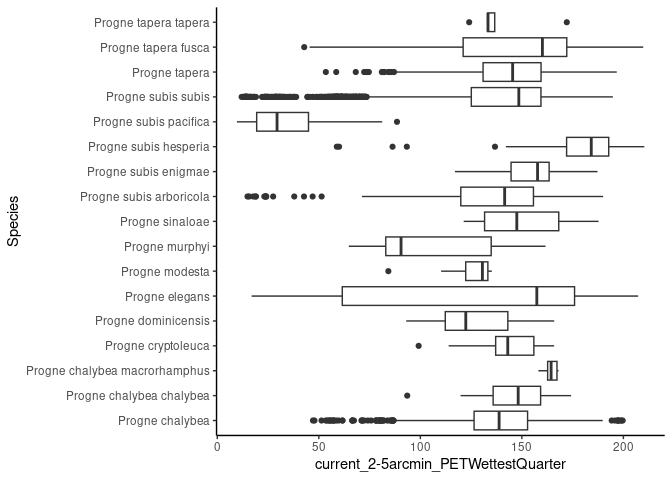 Species
Progne tapera tapera
Progne tapera fusca
Progne tapera
Progne subis subis
Progne subis pacifica
Progne subis hesperia
Progne subis enigmae
Progne subis arboricola
Progne sinaloae
Progne murphyi
Progne modesta
Progne elegans
Progne dominicensis
Progne cryptoleuca
Progne chalybea macrorhamphus
Progne chalybea chalybea
Progne chalybea
0 50 100 150 200
current_2-5arcmin_PETWettestQuarter